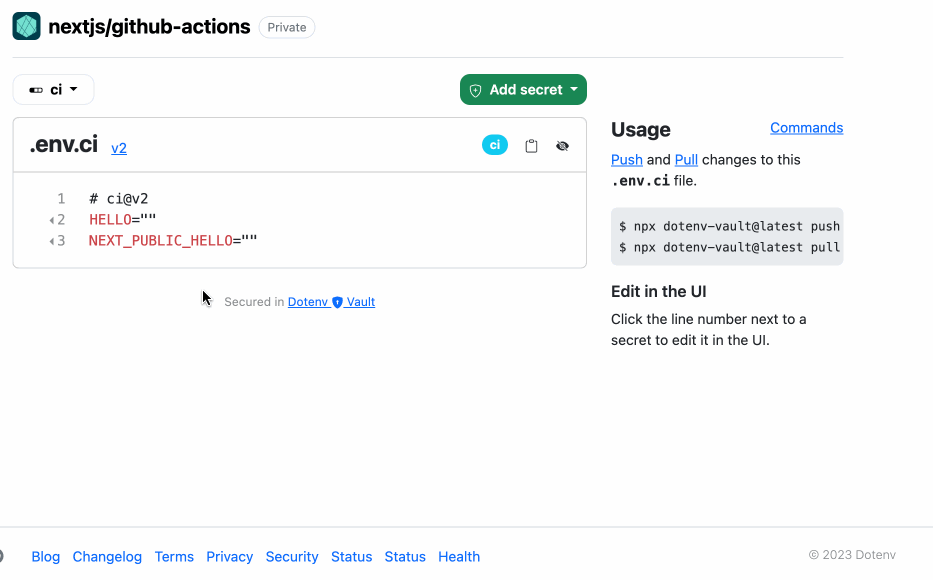 nextjs/github-actions Private
ci
Add secret
.env.ci v2
ci
1 # ci@v2
2 HELLO=""
3 NEXT_PUBLIC_HELLO=""
Secured in Dotenv Vault
Usage Commands
Push and Pull changes to this
.env.ci file.
$ npx dotenv-vault@latest push
$ npx dotenv-vault@latest pull
Edit in the UI
Click the line number next to a
secret to edit it in the UI.
Blog Changelog Terms Privacy Security Status Status Health
© 2023 Dotenv